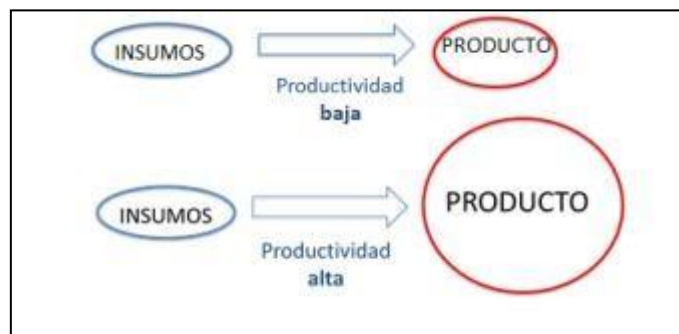 INSUMOS
PRODUCTO
Productividad
baja
INSUMOS
PRODUCTO
Productividad
alta